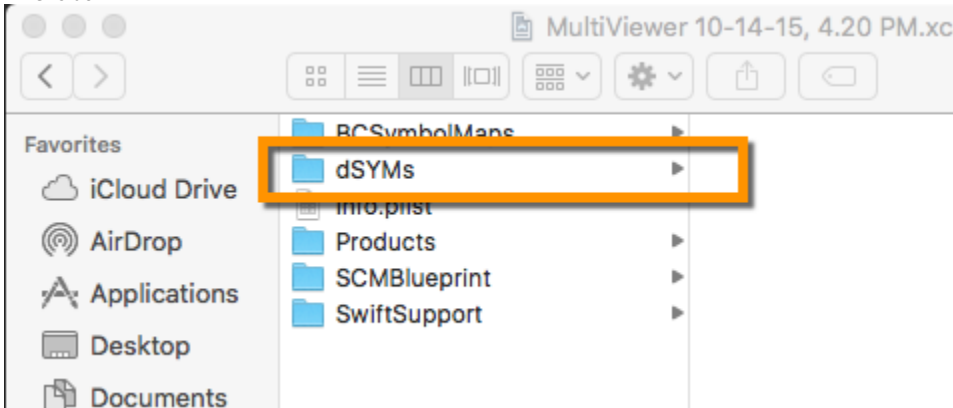 MultiViewer 10-14-15, 4.20 PM.xc
Favorites
iCloud Drive
AirDrop
Applications
Desktop
Documents
BCSymbolMaps
dSYMs
Info.plist
Products
SCMBlueprint
SwiftSupport